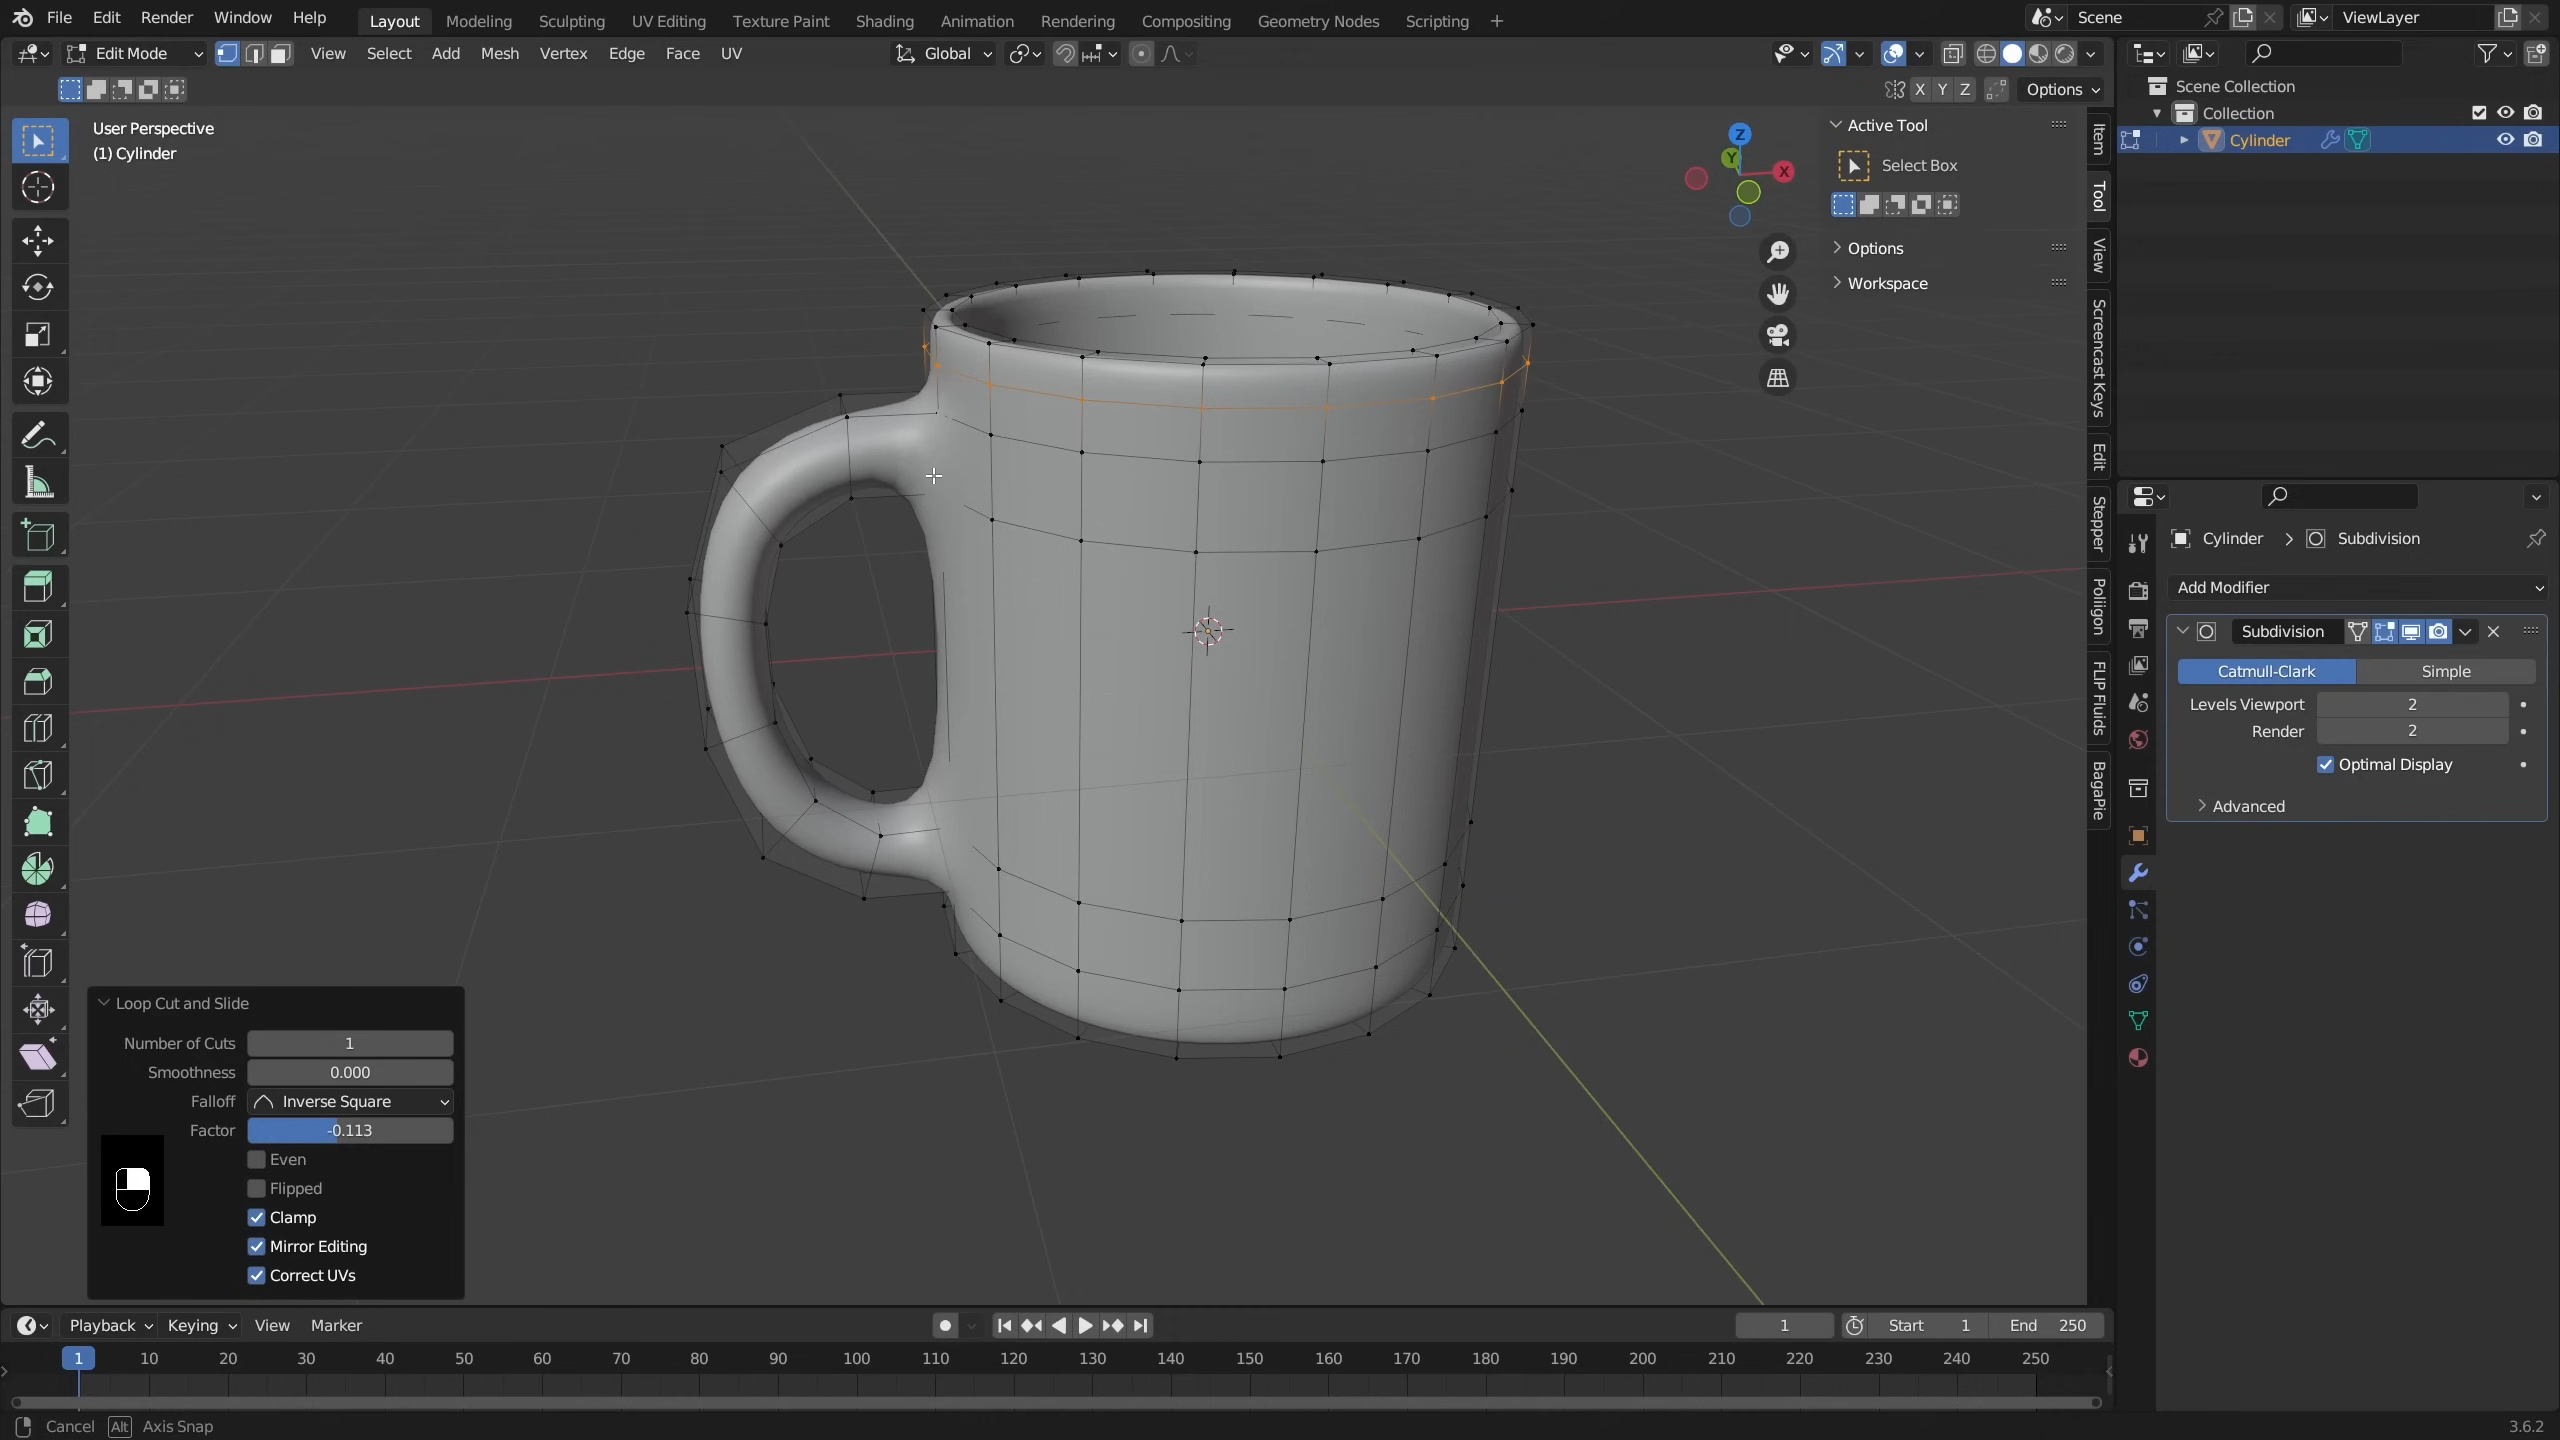 File Edit Render Window Help Layout Modeling Sculpting UV Editing Texture Paint Shading Animation Rendering Compositing Geometry Nodes Scripting + Scene ViewLayer
Edit Mode View Select Add Mesh Vertex Edge Face UV Global
X Y Z Options
User Perspective
(1) Cylinder
Z
Y
X
Active Tool
Select Box
Options
Workspace
Item
Tool
View
Screencast Keys
Edit
Stepper
Poliigon
FLIP Fluids
BagaPie
Scene Collection
Collection
Cylinder
Cylinder > Subdivision
Add Modifier
Subdivision
Catmull-Clark Simple
Levels Viewport 2
Render 2
Optimal Display
Advanced
Loop Cut and Slide
Number of Cuts 1
Smoothness 0.000
Falloff Inverse Square
Factor -0.113
Even
Flipped
Clamp
Mirror Editing
Correct UVs
Playback Keying View Marker 1 Start 1 End 250
1 10 20 30 40 50 60 70 80 90 100 110 120 130 140 150 160 170 180 190 200 210 220 230 240 250
Cancel Alt Axis Snap 3.6.2